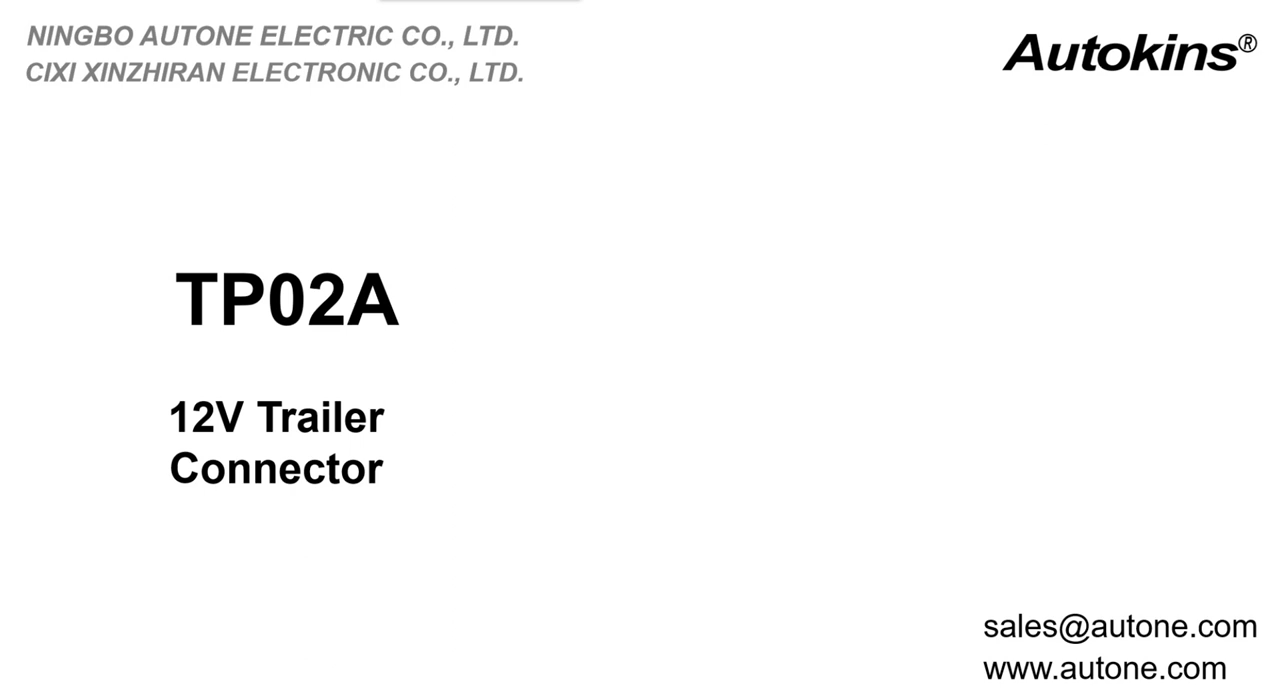 NINGBO AUTONE ELECTRIC CO., LTD.
CIXI XINZHIRAN ELECTRONIC CO., LTD.
Autokins®
TP02A
12V Trailer
Connector
sales@autone.com
www.autone.com